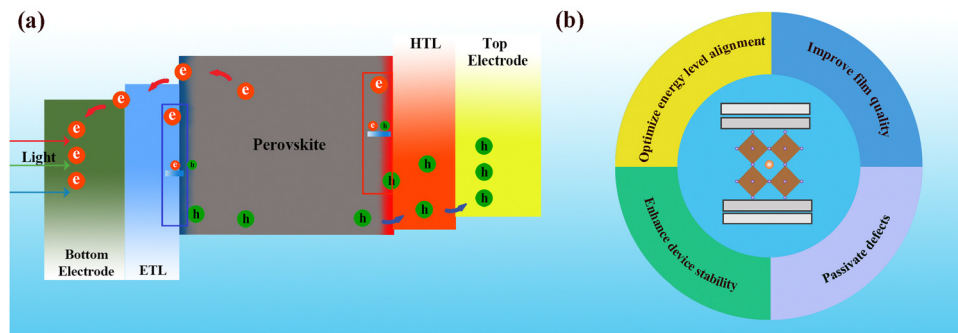 (a)
HTL
Top
Electrode
e
e
e
e
e
e
e
h
e
e
h
e
h
e
Light
Perovskite
h
h
h
h
h
h
h
h
h
h
Bottom
Electrode
ETL
(b)
Optimize energy level alignment
Improve film quality
Enhance device stability
Passivate defects